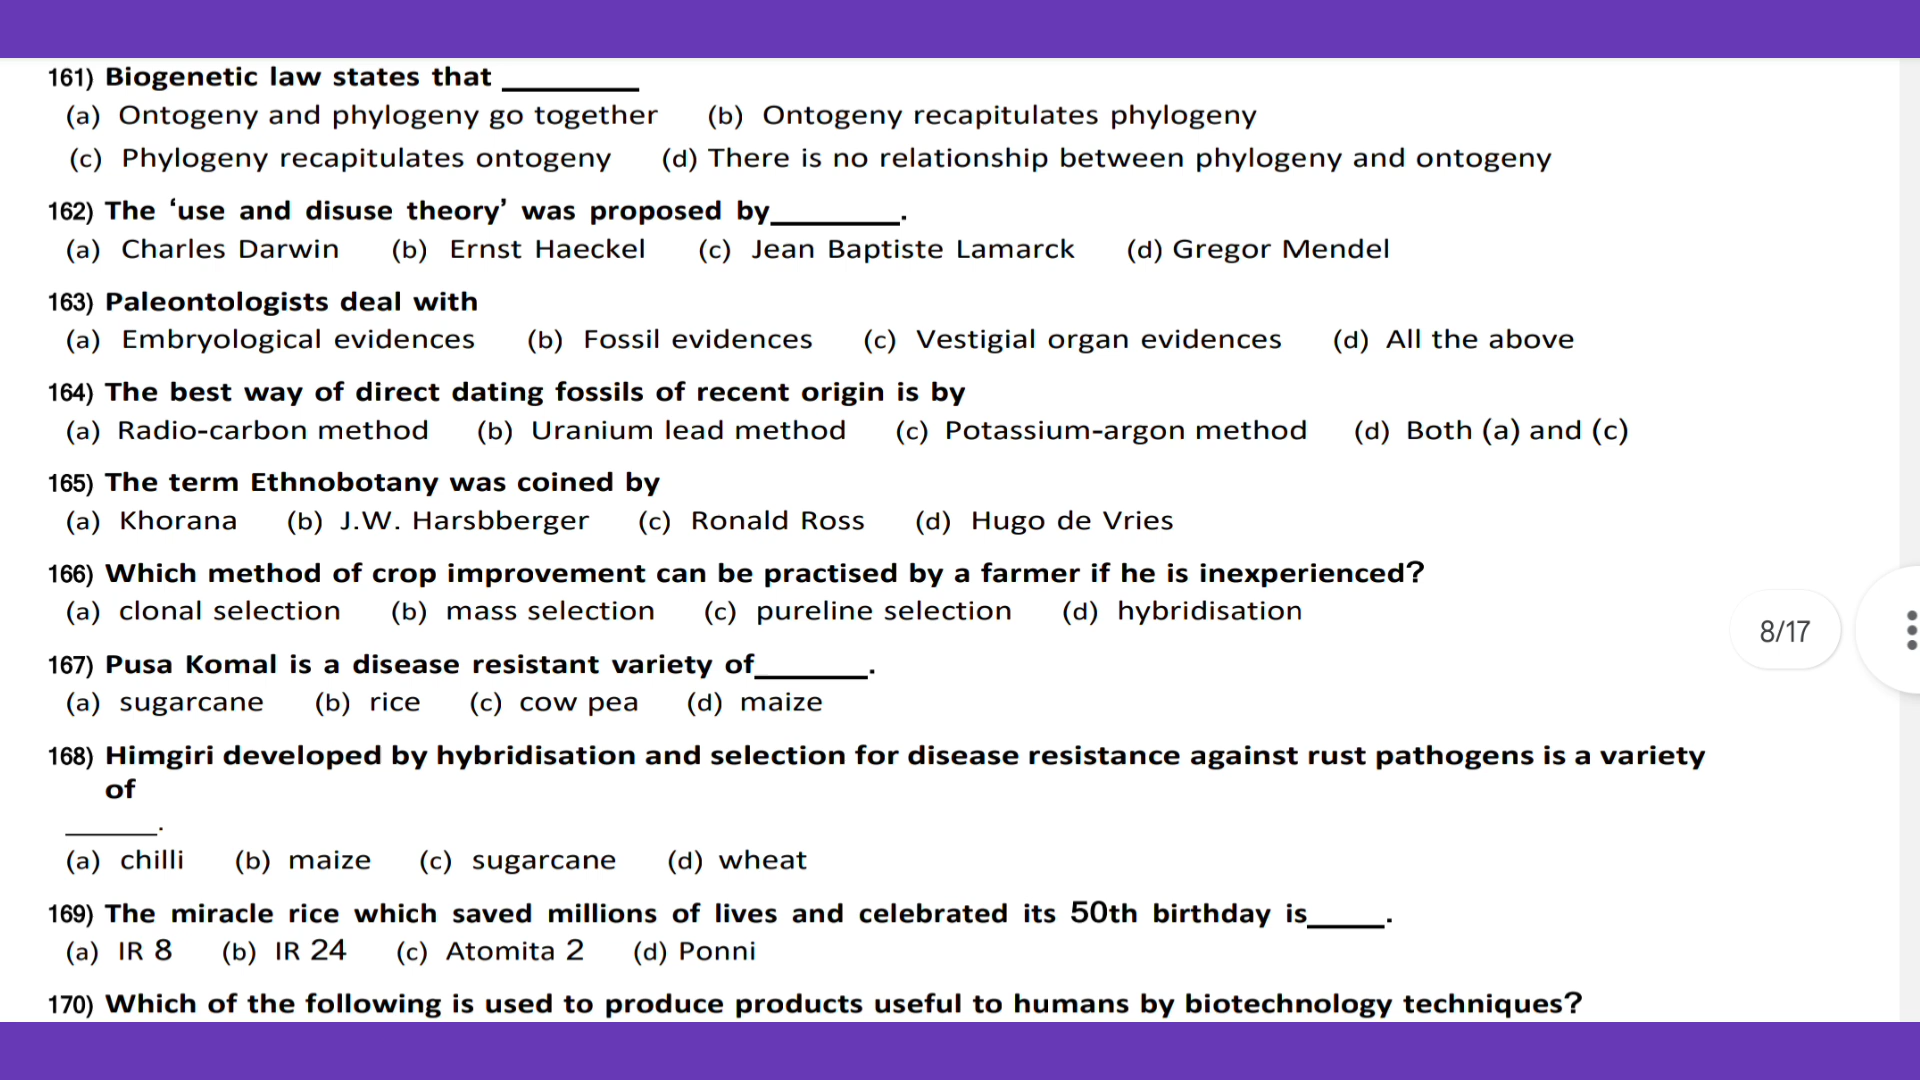 161) Biogenetic law states that _________
(a) Ontogeny and phylogeny go together (b) Ontogeny recapitulates phylogeny
(c) Phylogeny recapitulates ontogeny (d) There is no relationship between phylogeny and ontogeny
162) The ‘use and disuse theory’ was proposed by_________.
(a) Charles Darwin (b) Ernst Haeckel (c) Jean Baptiste Lamarck (d) Gregor Mendel
163) Paleontologists deal with
(a) Embryological evidences (b) Fossil evidences (c) Vestigial organ evidences (d) All the above
164) The best way of direct dating fossils of recent origin is by
(a) Radio-carbon method (b) Uranium lead method (c) Potassium-argon method (d) Both (a) and (c)
165) The term Ethnobotany was coined by
(a) Khorana (b) J.W. Harsbberger (c) Ronald Ross (d) Hugo de Vries
166) Which method of crop improvement can be practised by a farmer if he is inexperienced?
(a) clonal selection (b) mass selection (c) pureline selection (d) hybridisation
8/17
167) Pusa Komal is a disease resistant variety of________.
(a) sugarcane (b) rice (c) cow pea (d) maize
168) Himgiri developed by hybridisation and selection for disease resistance against rust pathogens is a variety
of
_______.
(a) chilli (b) maize (c) sugarcane (d) wheat
169) The miracle rice which saved millions of lives and celebrated its 50th birthday is_____.
(a) IR 8 (b) IR 24 (c) Atomita 2 (d) Ponni
170) Which of the following is used to produce products useful to humans by biotechnology techniques?